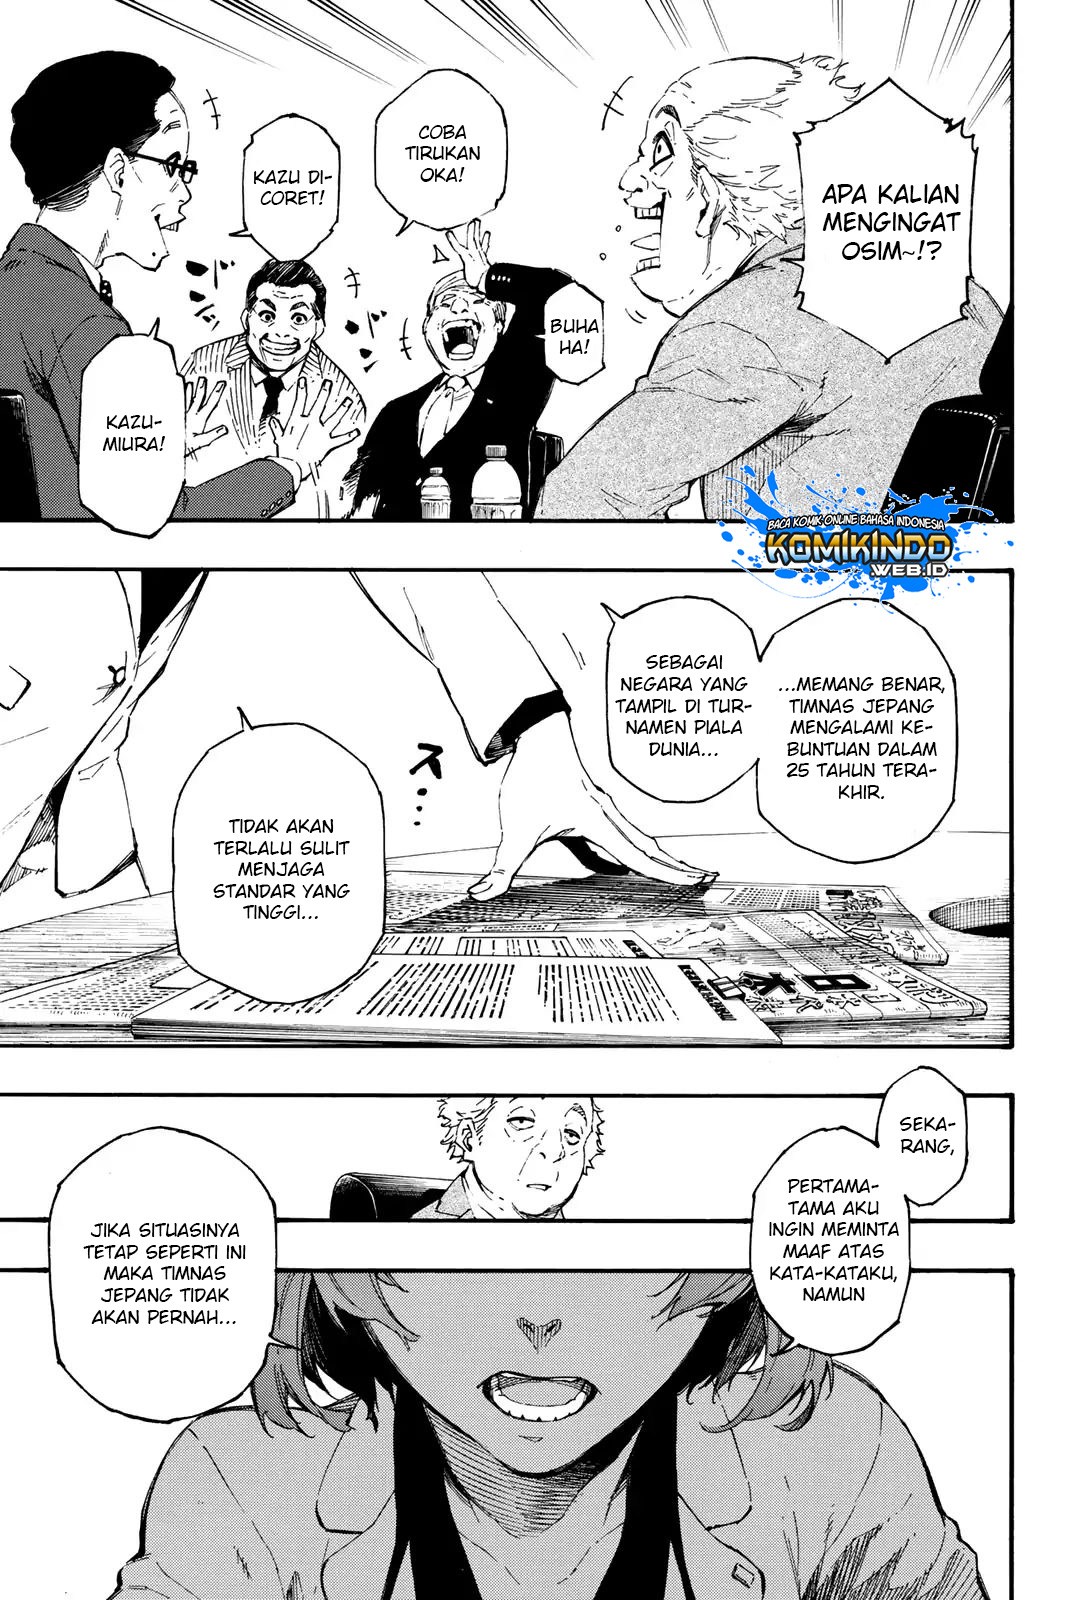 APA KALIAN
MENGINGAT
OSIM~!?
COBA
TIRUKAN
OKA!
BUHA
HA!
KAZU DI-
CORET!
KAZU-
MIURA!
BACA KOMIK ONLINE BAHASA INDONESIA
KOMIKINDO
.WEB.ID
...MEMANG BENAR,
TIMNAS JEPANG
MENGALAMI KE-
BUNTUAN DALAM
25 TAHUN TERA-
KHIR.
SEBAGAI
NEGARA YANG
TAMPIL DI TUR-
NAMEN PIALA
DUNIA...
ス...
TIDAK AKAN
TERLALU SULIT
MENJAGA
STANDAR YANG
TINGGI...
日本
SEKA-
RANG,
PERTAMA-
TAMA AKU
INGIN MEMINTA
MAAF ATAS
KATA-KATAKU,
NAMUN
JIKA SITUASINYA
TETAP SEPERTI INI
MAKA TIMNAS
JEPANG TIDAK
AKAN PERNAH...